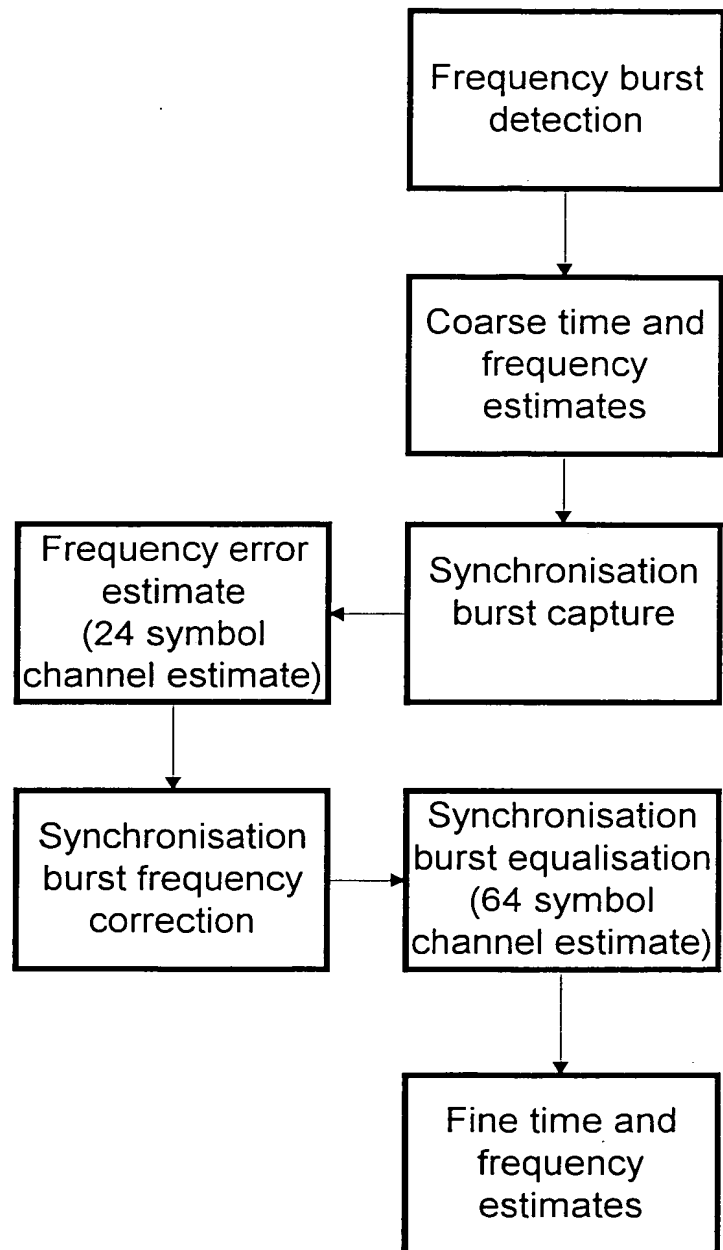 Frequency burst
detection
Coarse time and
frequency
estimates
Synchronisation
burst capture
Frequency error
estimate
(24 symbol
channel estimate)
Synchronisation
burst frequency
correction
Synchronisation
burst equalisation
(64 symbol
channel estimate)
Fine time and
frequency
estimates